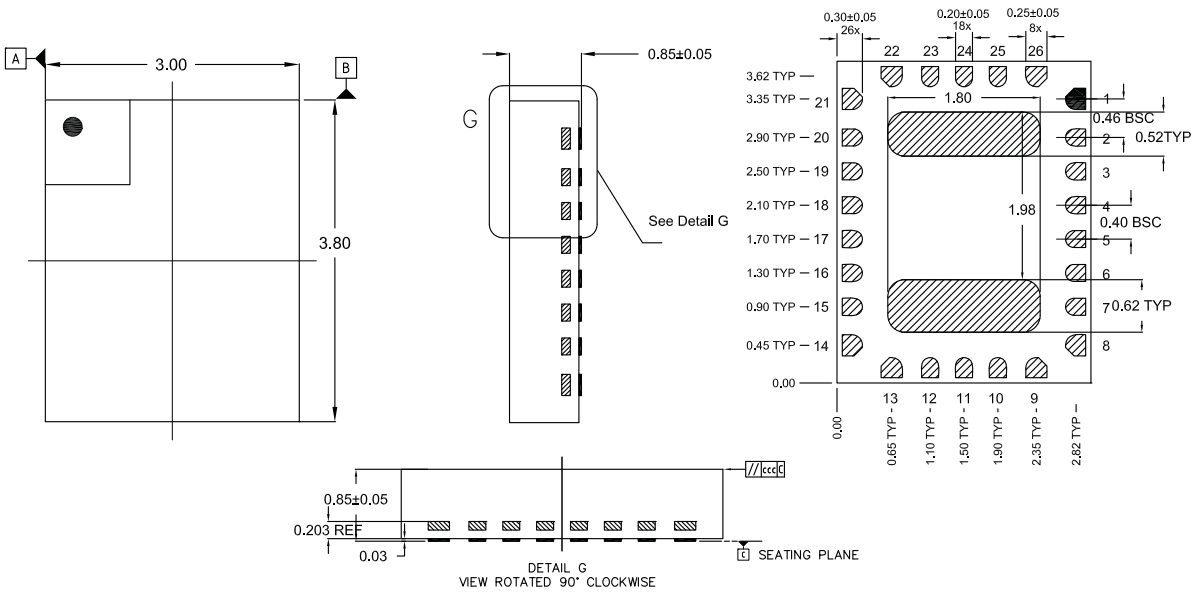 A
3.00
B
3.80
0.85±0.05
G
See Detail G
0.30±0.05
26x
0.20±0.05
18x
0.25±0.05
8x
22 23 24 25 26
3.62 TYP
3.35 TYP 21
2.90 TYP 20
2.50 TYP 19
2.10 TYP 18
1.70 TYP 17
1.30 TYP 16
0.90 TYP 15
0.45 TYP 14
0.00
1.80
1.98
1
0.46 BSC
2
0.52TYP
3
4
0.40 BSC
5
6
7
0.62 TYP
8
13 12 11 10 9
0.00
0.65 TYP
1.10 TYP
1.50 TYP
1.90 TYP
2.35 TYP
2.82 TYP
0.85±0.05
0.203 REF
0.03
// ccc C
C SEATING PLANE
DETAIL G
VIEW ROTATED 90° CLOCKWISE